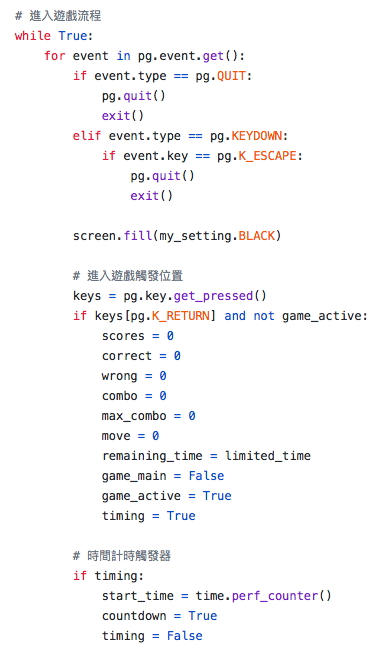 # 進入遊戲流程
while True:
    for event in pg.event.get():
        if event.type == pg.QUIT:
            pg.quit()
            exit()
        elif event.type == pg.KEYDOWN:
            if event.key == pg.K_ESCAPE:
                pg.quit()
                exit()

        screen.fill(my_setting.BLACK)

        # 進入遊戲觸發位置
        keys = pg.key.get_pressed()
        if keys[pg.K_RETURN] and not game_active:
            scores = 0
            correct = 0
            wrong = 0
            combo = 0
            max_combo = 0
            move = 0
            remaining_time = limited_time
            game_main = False
            game_active = True
            timing = True

        # 時間計時觸發器
        if timing:
            start_time = time.perf_counter()
            countdown = True
            timing = False